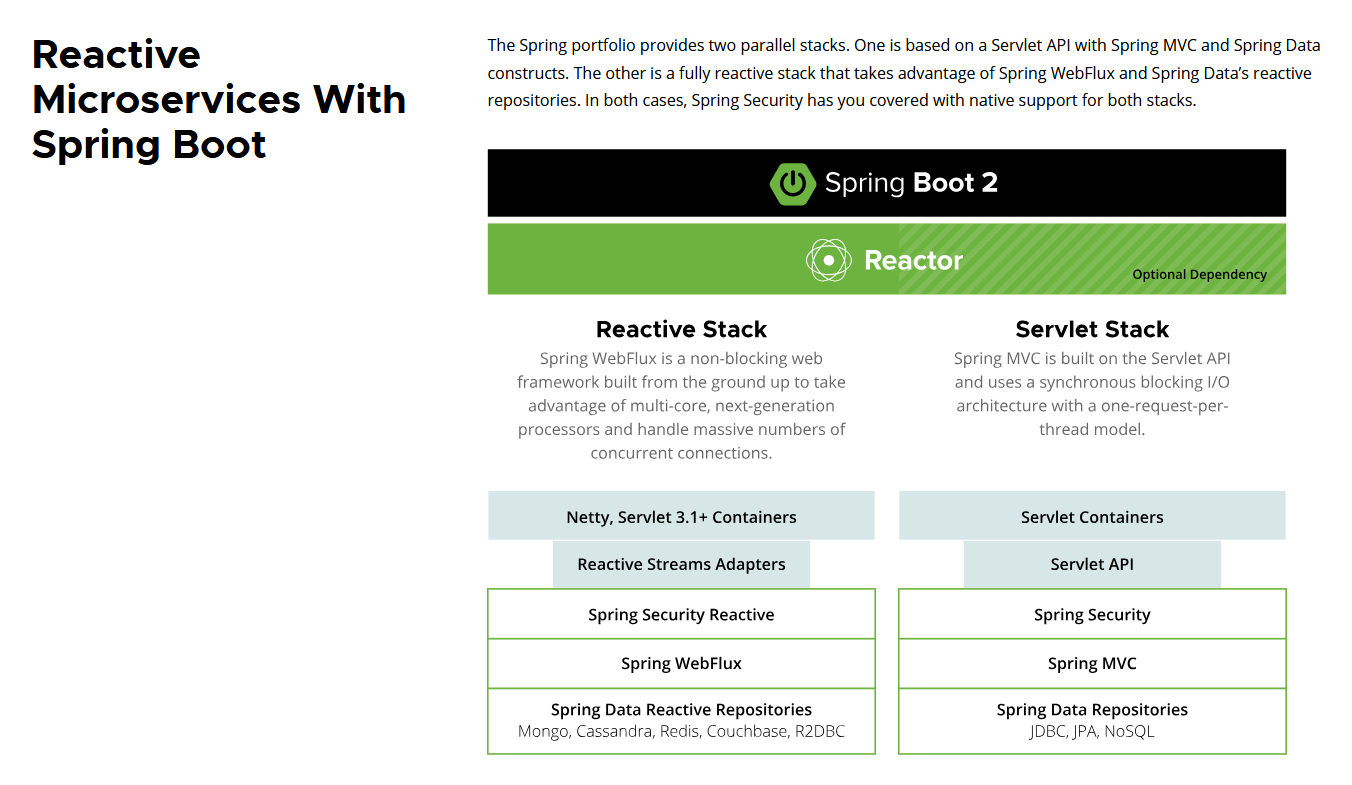 Reactive
Microservices With
Spring Boot
The Spring portfolio provides two parallel stacks. One is based on a Servlet API with Spring MVC and Spring Data
constructs. The other is a fully reactive stack that takes advantage of Spring WebFlux and Spring Data’s reactive
repositories. In both cases, Spring Security has you covered with native support for both stacks.
Spring Boot 2
Reactor
Optional Dependency
Reactive Stack
Spring WebFlux is a non-blocking web
framework built from the ground up to take
advantage of multi-core, next-generation
processors and handle massive numbers of
concurrent connections.
Netty, Servlet 3.1+ Containers
Reactive Streams Adapters
Spring Security Reactive
Spring WebFlux
Spring Data Reactive Repositories
Mongo, Cassandra, Redis, Couchbase, R2DBC
Servlet Stack
Spring MVC is built on the Servlet API
and uses a synchronous blocking I/O
architecture with a one-request-per-
thread model.
Servlet Containers
Servlet API
Spring Security
Spring MVC
Spring Data Repositories
JDBC, JPA, NoSQL